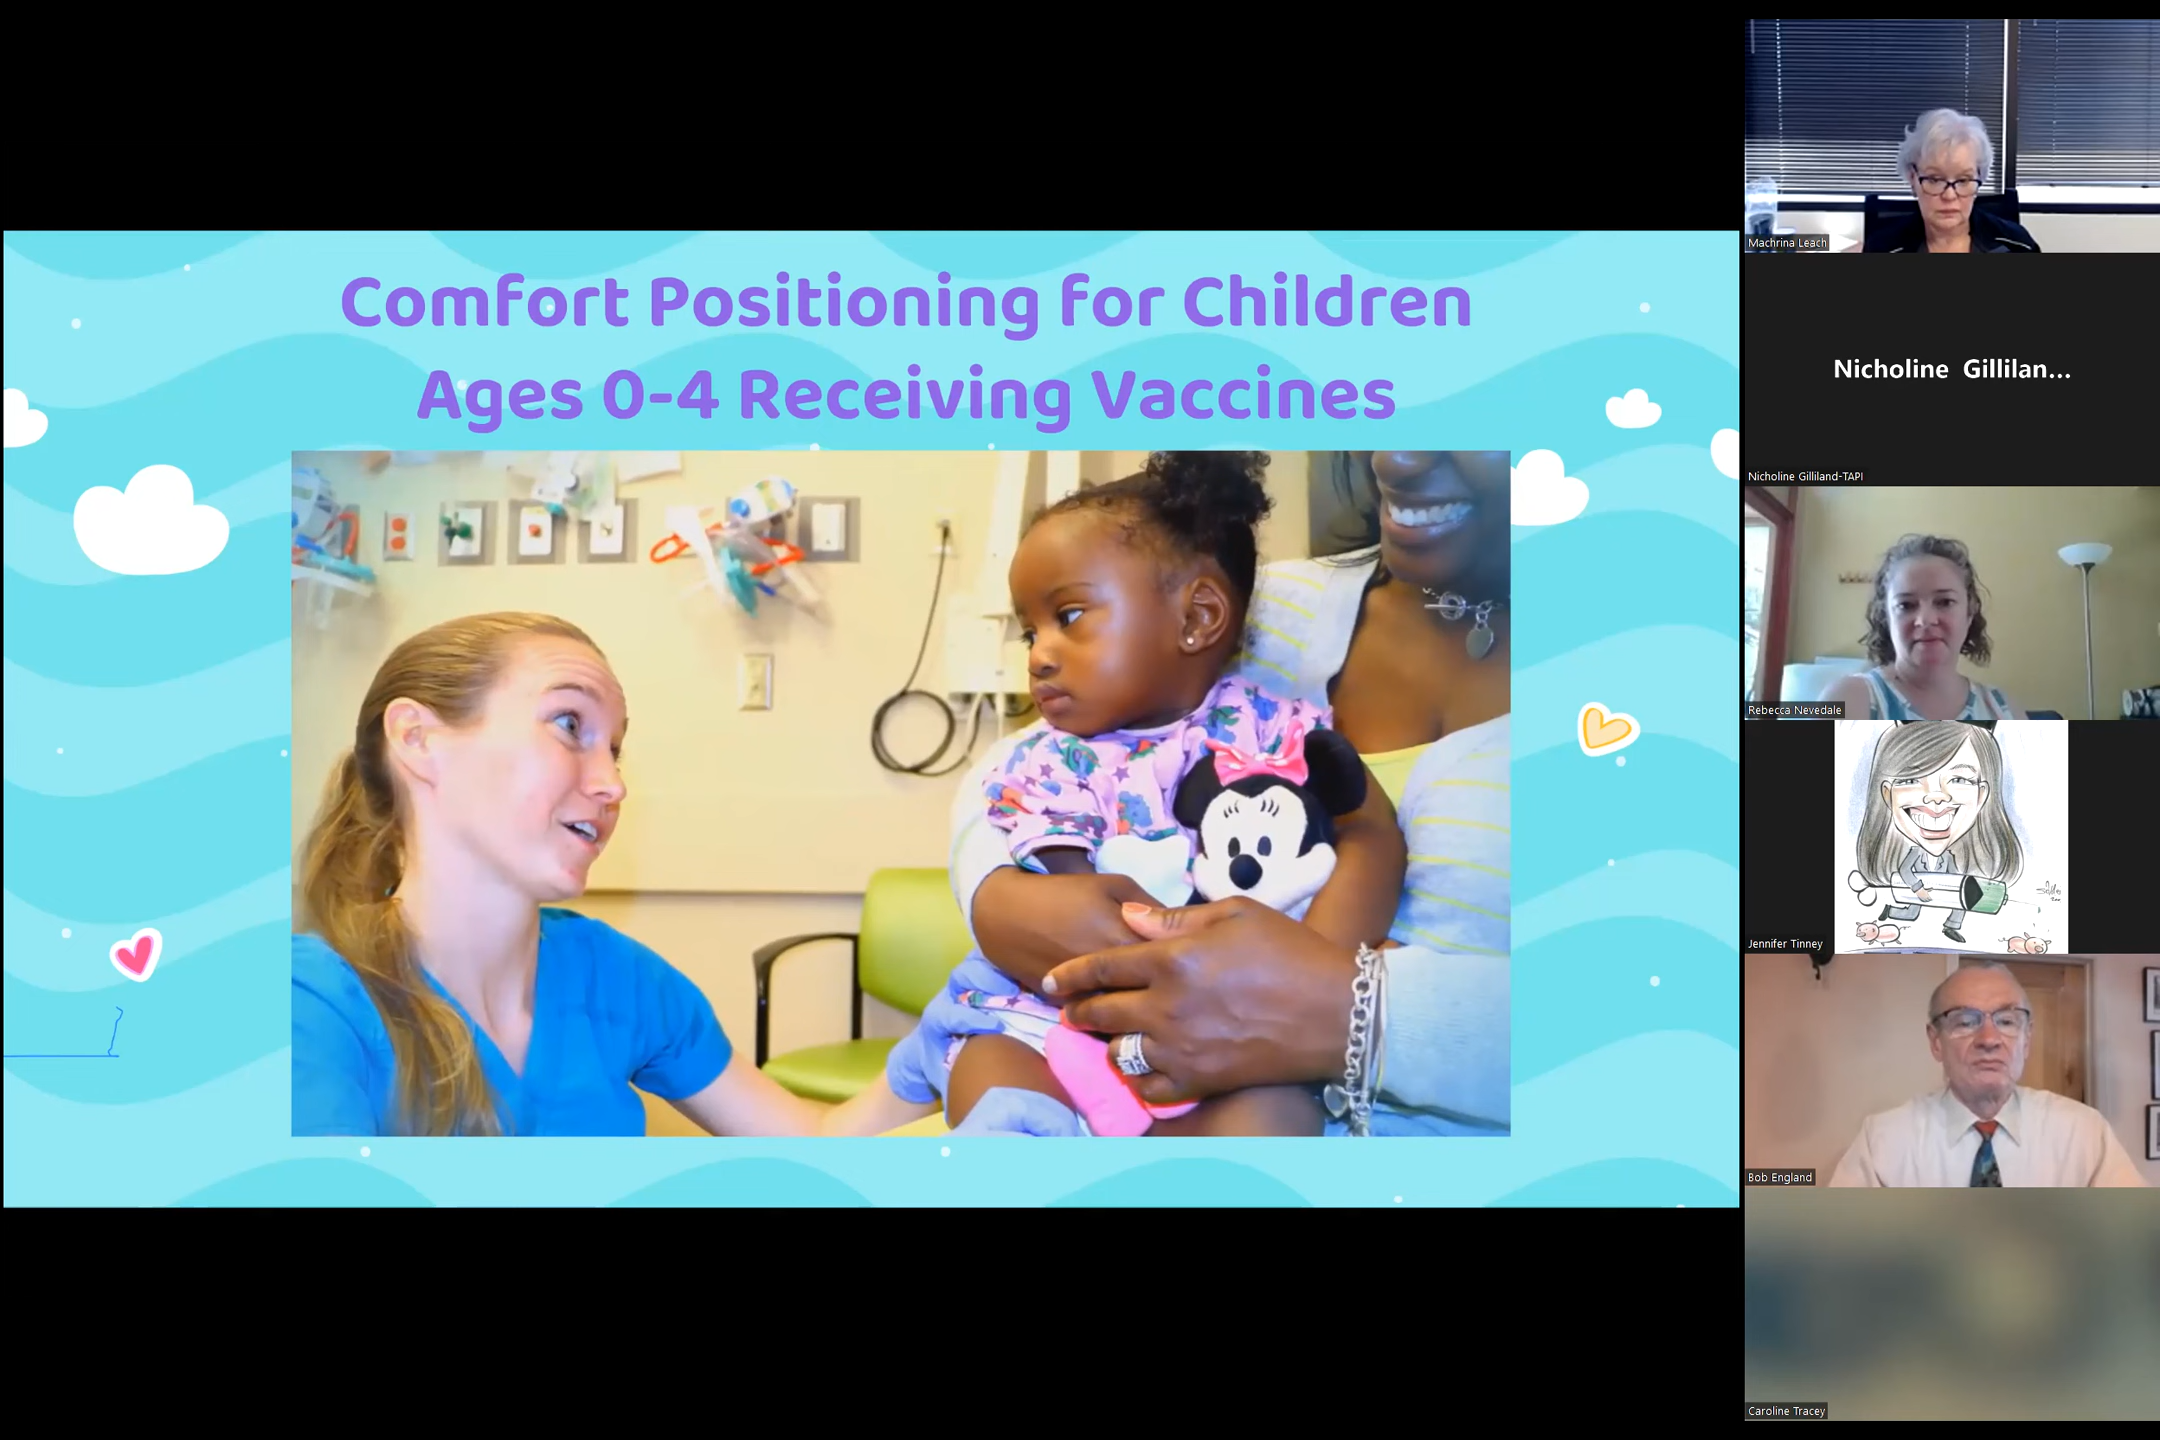 Comfort Positioning for Children
Ages 0-4 Receiving Vaccines
Machrina Leach
Nicholine Gillilan...
Nicholine Gilliland-TAPI
Rebecca Nevedale
Jennifer Tinney
Bob England
Caroline Tracey